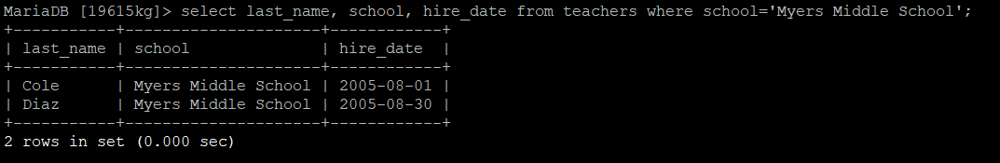 MariaDB [19615kg]> select last_name, school, hire_date from teachers where school='Myers Middle School';
+-----------+---------------------+------------+
| last_name | school              | hire_date  |
+-----------+---------------------+------------+
| Cole      | Myers Middle School | 2005-08-01 |
| Diaz      | Myers Middle School | 2005-08-30 |
+-----------+---------------------+------------+
2 rows in set (0.000 sec)